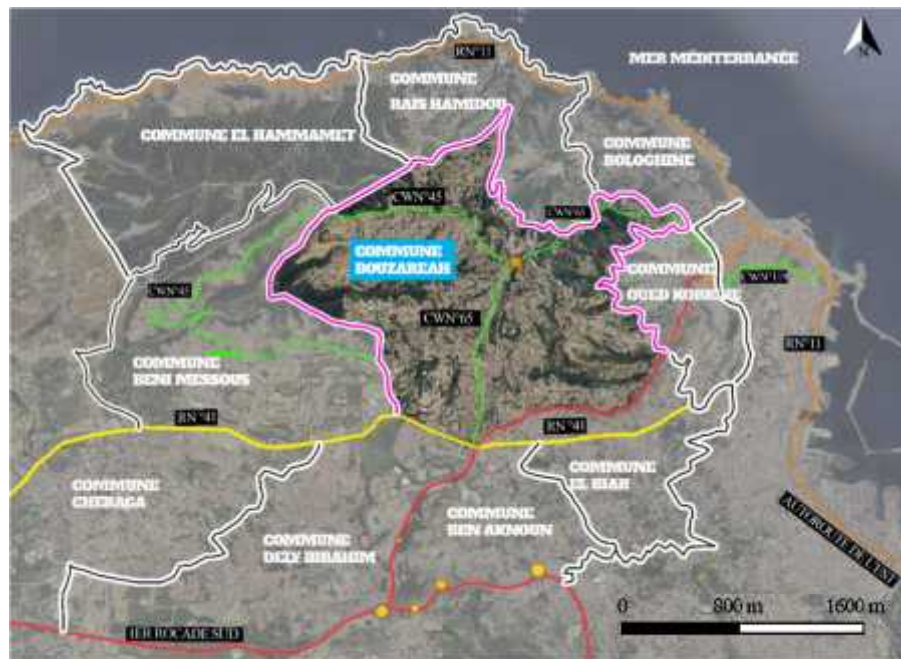 RN°11
MER MÉDITERRANÉE
COMMUNE
RAIS HAMIDOU
COMMUNE EL HAMMAMET
COMMUNE
BOLOGHINE
CWN°45
COMMUNE
BOUZAREAH
COMMUNE
OUED KORICHE
CWN°45
CWN°65
RN°11
COMMUNE
BENI MESSOUS
RN°41
RN°41
COMMUNE
CHERAGA
COMMUNE
EL BIAR
COMMUNE
BEN AKNOUN
COMMUNE
DELY IBRAHIM
AUTOROUTE DE L'EST
0 800 m 1600 m
1ER ROCADE SUD